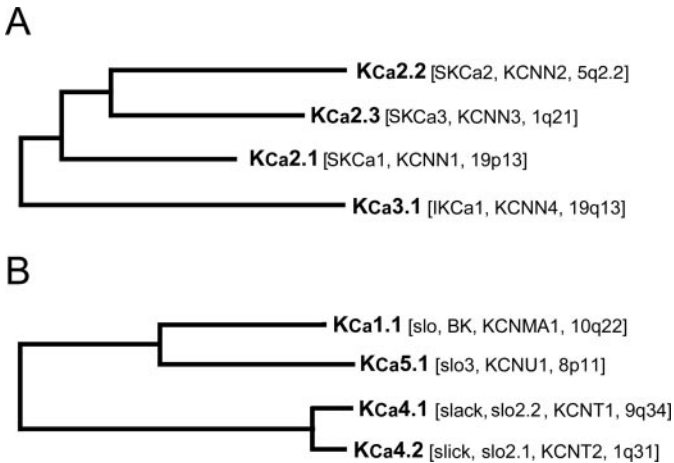 A
KCa2.2 [SKCa2, KCNN2, 5q2.2]
KCa2.3 [SKCa3, KCNN3, 1q21]
KCa2.1 [SKCa1, KCNN1, 19p13]
KCa3.1 [IKCa1, KCNN4, 19q13]
B
KCa1.1 [slo, BK, KCNMA1, 10q22]
KCa5.1 [slo3, KCNU1, 8p11]
KCa4.1 [slack, slo2.2, KCNT1, 9q34]
KCa4.2 [slick, slo2.1, KCNT2, 1q31]